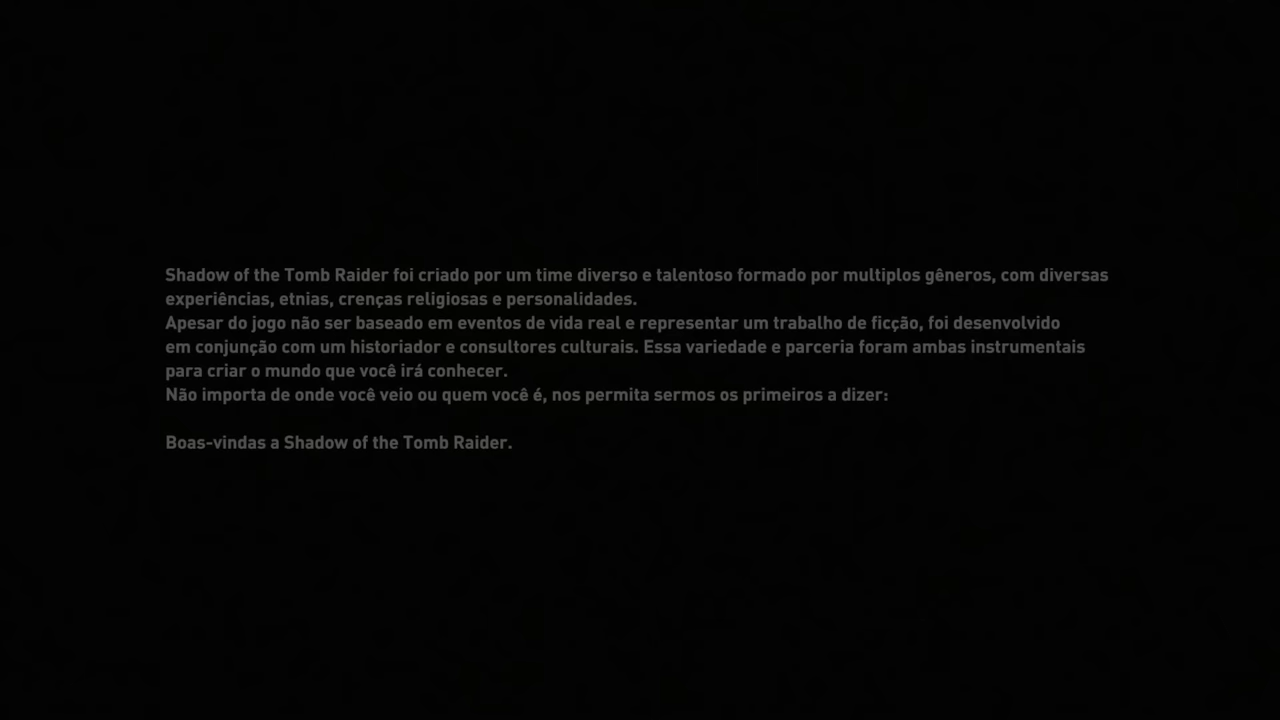 Shadow of the Tomb Raider foi criado por um time diverso e talentoso formado por multiplos gêneros, com diversas
experiências, etnias, crenças religiosas e personalidades.
Apesar do jogo não ser baseado em eventos de vida real e representar um trabalho de ficção, foi desenvolvido
em conjunção com um historiador e consultores culturais. Essa variedade e parceria foram ambas instrumentais
para criar o mundo que você irá conhecer.
Não importa de onde você veio ou quem você é, nos permita sermos os primeiros a dizer:
Boas-vindas a Shadow of the Tomb Raider.